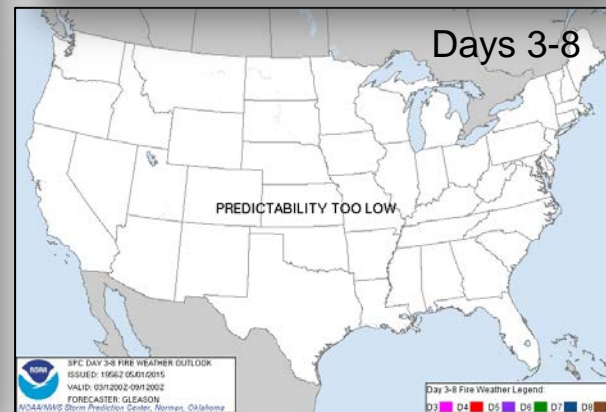 Days 3-8
PREDICTABILITY TOO LOW
NOAA
SPC DAY 3-8 FIRE WEATHER OUTLOOK
ISSUED: 1956Z 05/01/2015
VALID: 03/1200Z-09/1200Z
FORECASTER: GLEASON
NOAA/NWS Storm Prediction Center, Norman, Oklahoma
Day 3-8 Fire Weather Legend:
D3 D4 D5 D6 D7 D8